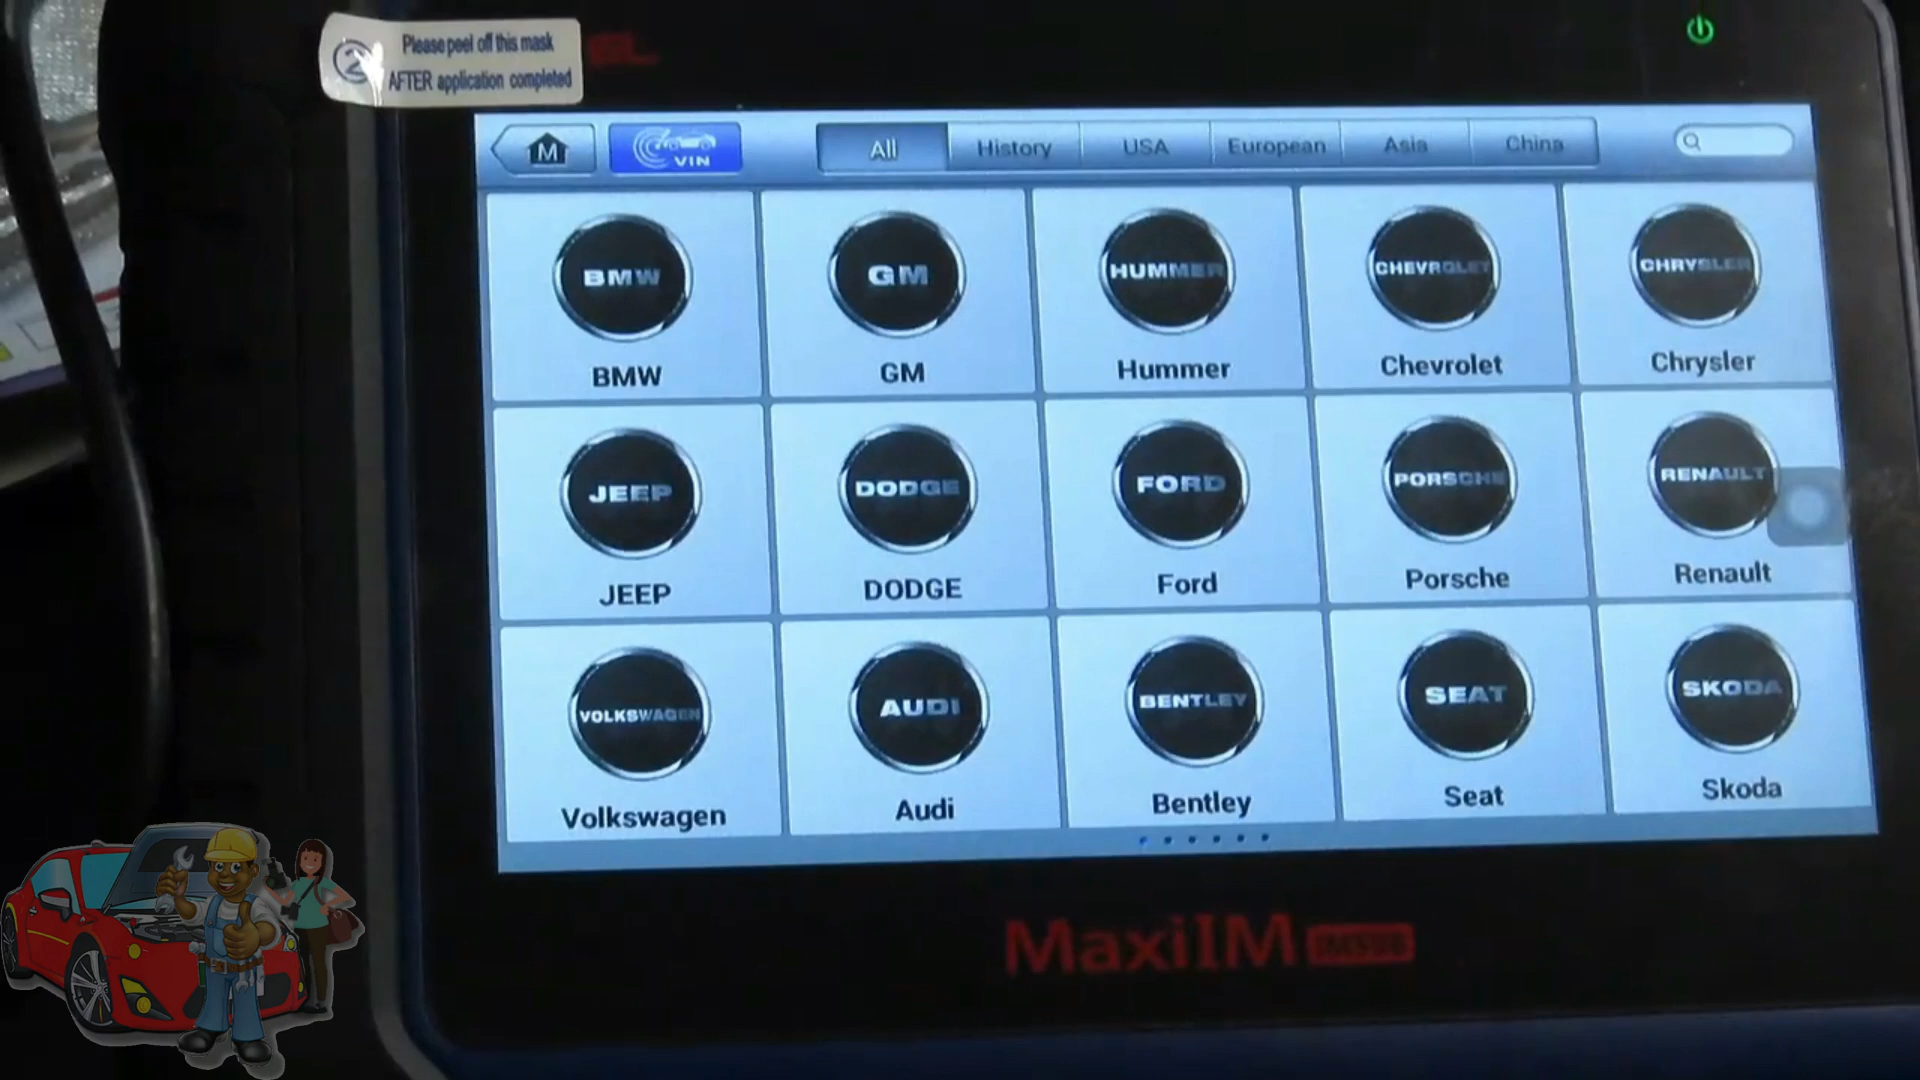 2 Please peel off this mask
AFTER application completed
M
VIN
All History USA European Asia China
BMW GM HUMMER CHEVROLET CHRYSLER
BMW GM Hummer Chevrolet Chrysler
JEEP DODGE FORD PORSCHE RENAULT
JEEP DODGE Ford Porsche Renault
VOLKSWAGEN AUDI BENTLEY SEAT SKODA
Volkswagen Audi Bentley Seat Skoda
MaxiIM